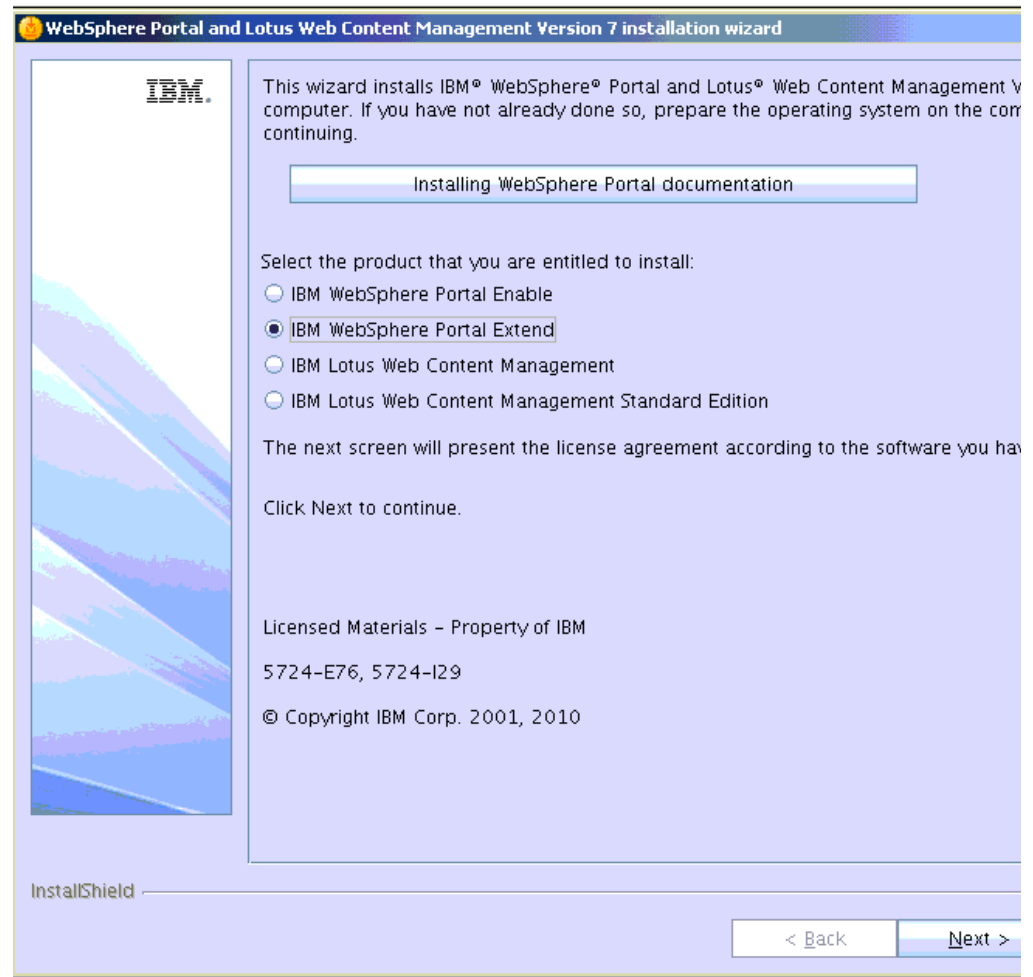 WebSphere Portal and Lotus Web Content Management Version 7 installation wizard
IBM.
This wizard installs IBM® WebSphere® Portal and Lotus® Web Content Management
computer. If you have not already done so, prepare the operating system on the
continuing.
Installing WebSphere Portal documentation
Select the product that you are entitled to install:
IBM WebSphere Portal Enable
IBM WebSphere Portal Extend
IBM Lotus Web Content Management
IBM Lotus Web Content Management Standard Edition
The next screen will present the license agreement according to the software you
Click Next to continue.
Licensed Materials – Property of IBM
5724-E76, 5724-I29
© Copyright IBM Corp. 2001, 2010
InstallShield
< Back
Next >